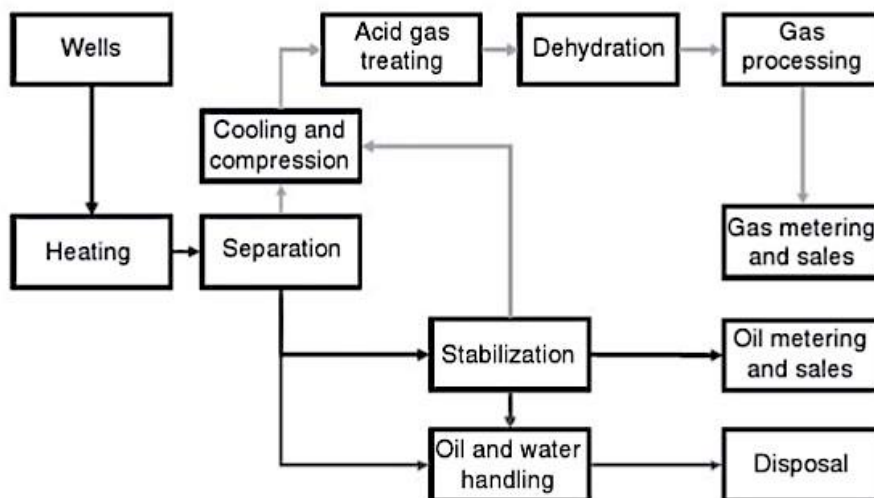 Wells
Acid gas
treating
Dehydration
Gas
processing
Cooling and
compression
Heating
Separation
Gas metering
and sales
Stabilization
Oil metering
and sales
Oil and water
handling
Disposal